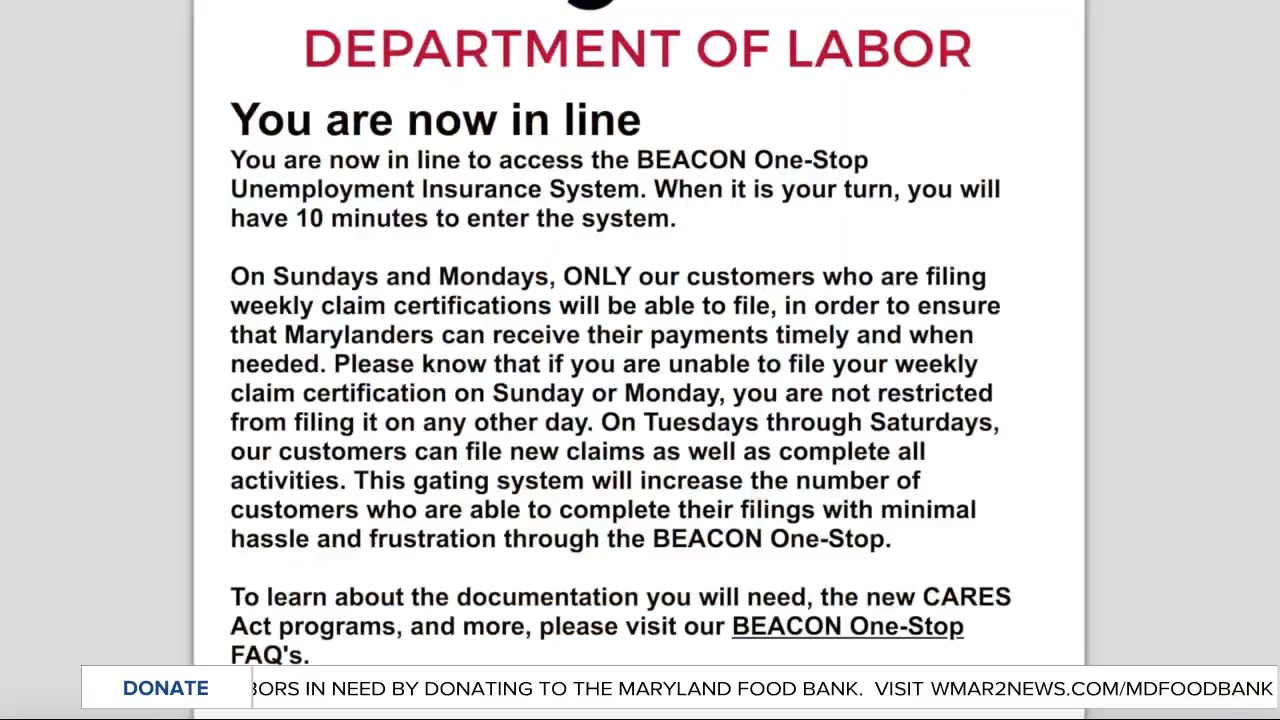 DEPARTMENT OF LABOR
You are now in line
You are now in line to access the BEACON One-Stop
Unemployment Insurance System. When it is your turn, you will
have 10 minutes to enter the system.
On Sundays and Mondays, ONLY our customers who are filing
weekly claim certifications will be able to file, in order to ensure
that Marylanders can receive their payments timely and when
needed. Please know that if you are unable to file your weekly
claim certification on Sunday or Monday, you are not restricted
from filing it on any other day. On Tuesdays through Saturdays,
our customers can file new claims as well as complete all
activities. This gating system will increase the number of
customers who are able to complete their filings with minimal
hassle and frustration through the BEACON One-Stop.
To learn about the documentation you will need, the new CARES
Act programs, and more, please visit our BEACON One-Stop
FAQ's.
DONATE BORS IN NEED BY DONATING TO THE MARYLAND FOOD BANK. VISIT WMAR2NEWS.COM/MDFOODBANK